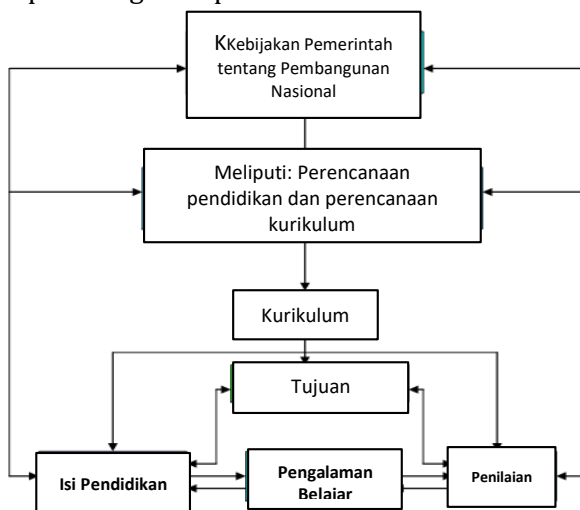 KKebijakan Pemerintah
tentang Pembangunan
Nasional
Meliputi: Perencanaan
pendidikan dan perencanaan
kurikulum
Kurikulum
Tujuan
Isi Pendidikan
Pengalaman
Belajar
Penilaian